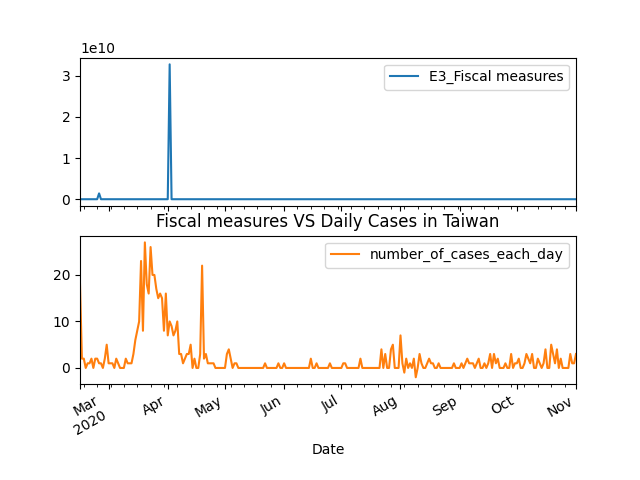 1e10
E3_Fiscal measures
3
2
1
0
Fiscal measures VS Daily Cases in Taiwan
number_of_cases_each_day
20
10
0
Mar
2020
Apr
May
Jun
Jul
Aug
Sep
Oct
Nov
Date